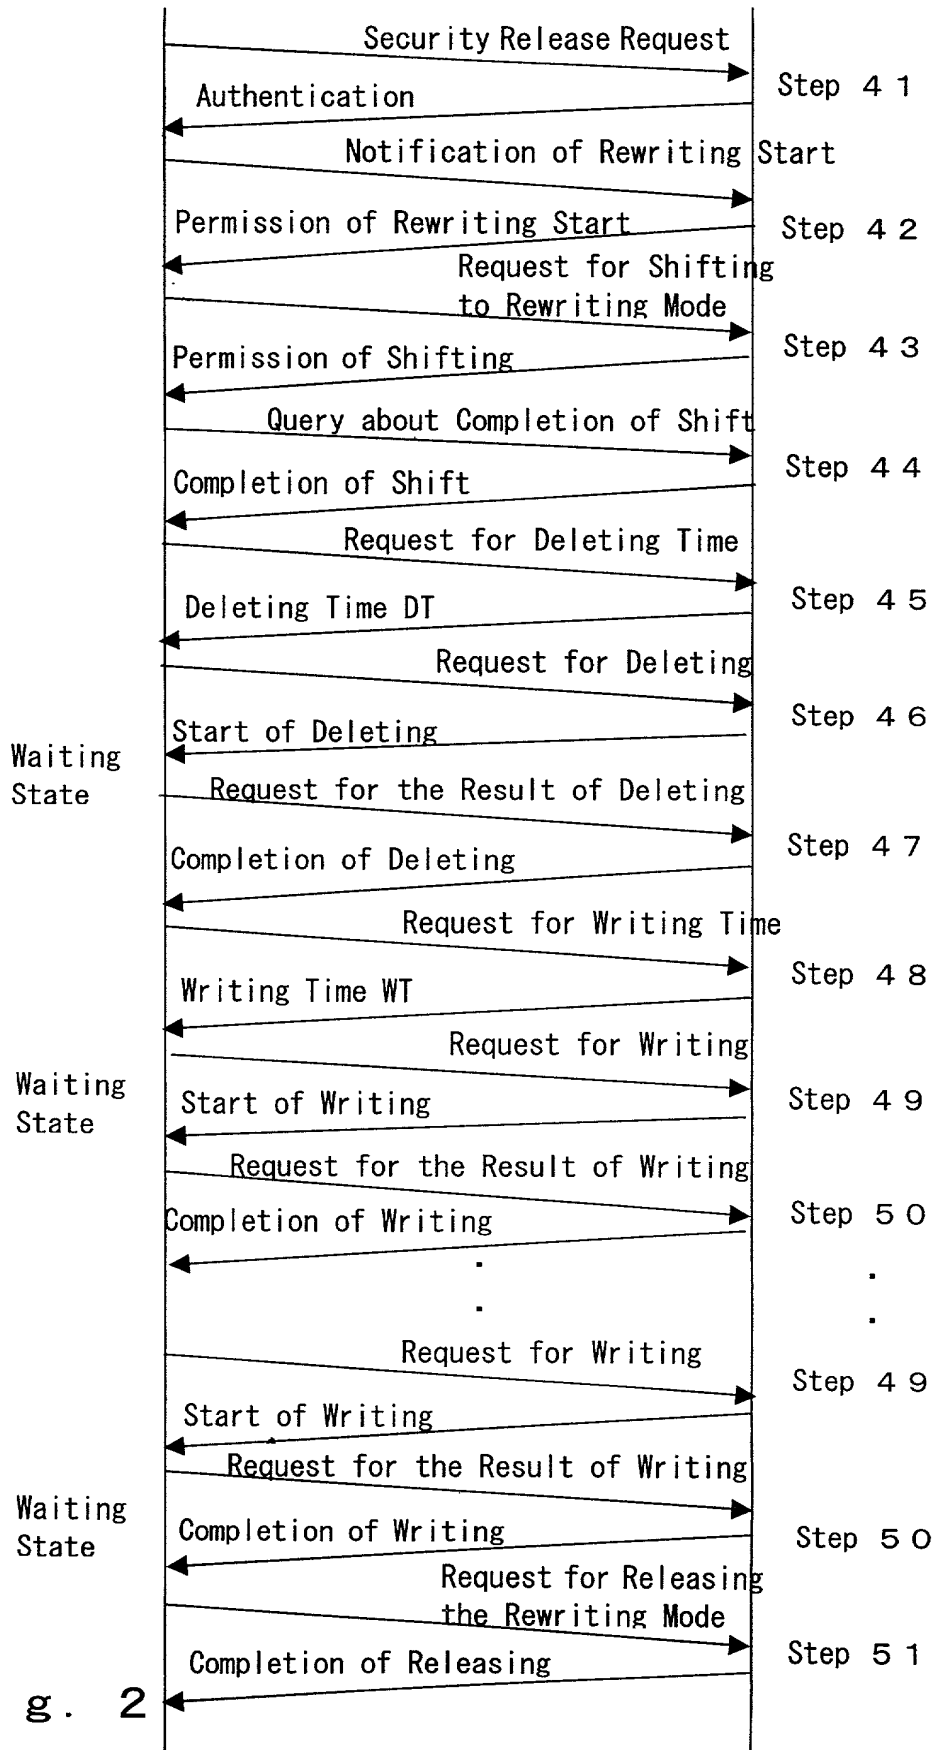 Security Release Request
Step 41
Authentication
Notification of Rewriting Start
Permission of Rewriting Start
Step 42
Request for Shifting
to Rewriting Mode
Step 43
Permission of Shifting
Query about Completion of Shift
Step 44
Completion of Shift
Request for Deleting Time
Step 45
Deleting Time DT
Request for Deleting
Step 46
Start of Deleting
Waiting
State
Request for the Result of Deleting
Step 47
Completion of Deleting
Request for Writing Time
Step 48
Writing Time WT
Request for Writing
Waiting
State
Step 49
Start of Writing
Request for the Result of Writing
Step 50
Completion of Writing
Request for Writing
Step 49
Start of Writing
Request for the Result of Writing
Waiting
State
Completion of Writing
Step 50
Request for Releasing
the Rewriting Mode
Step 51
Completion of Releasing
g. 2